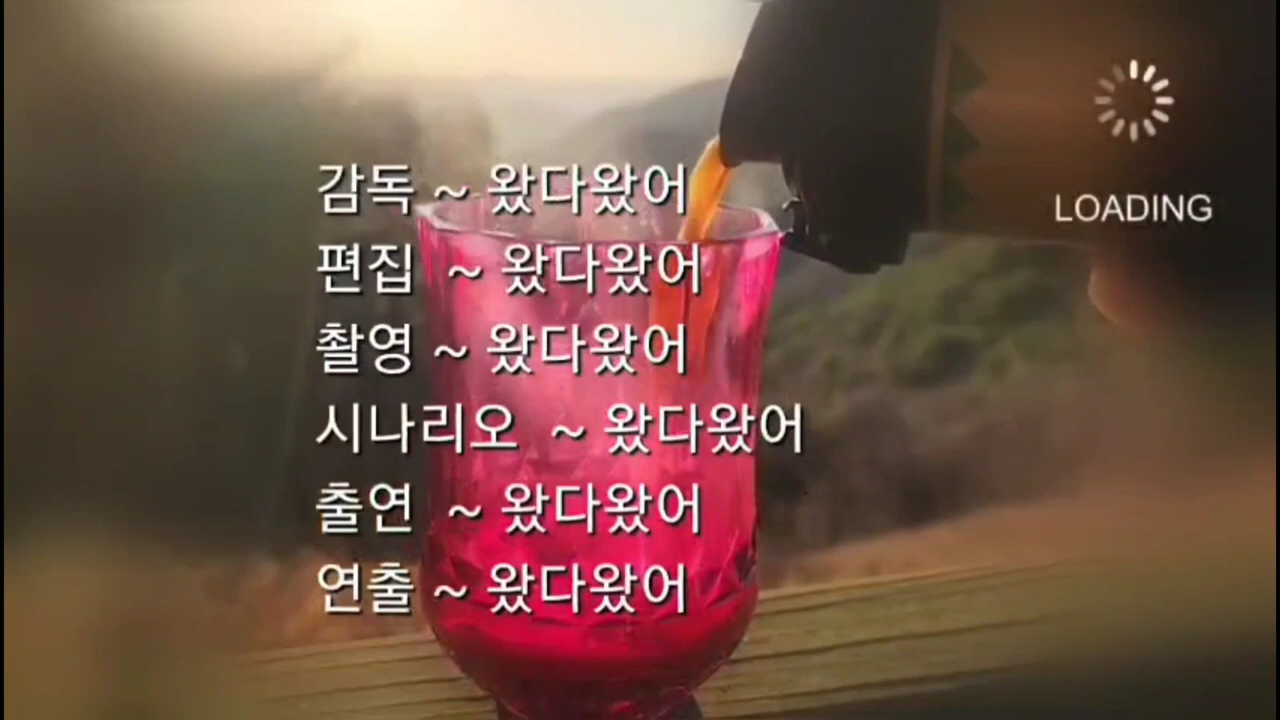 감독 ~ 왔다왔어
LOADING
편집 ~ 왔다왔어
촬영 ~ 왔다왔어
시나리오 ~ 왔다왔어
출연 ~ 왔다왔어
연출 ~ 왔다왔어